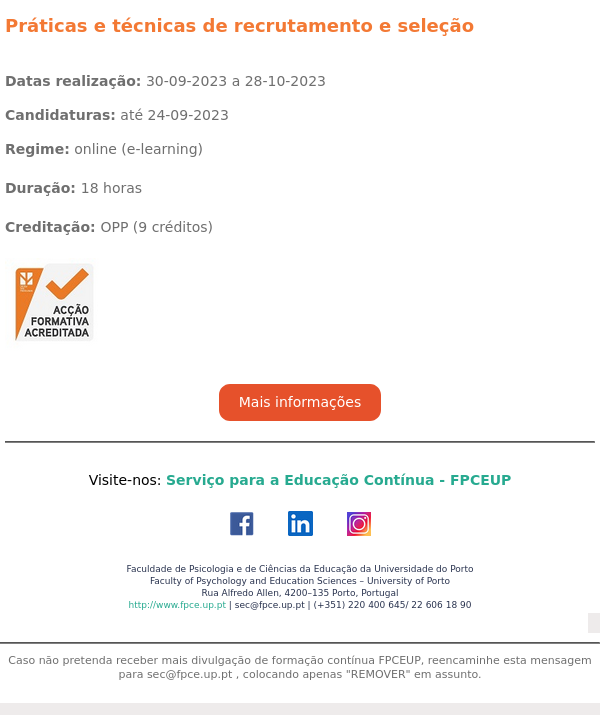 Práticas e técnicas de recrutamento e seleção
Datas realização: 30-09-2023 a 28-10-2023
Candidaturas: até 24-09-2023
Regime: online (e-learning)
Duração: 18 horas
Creditação: OPP (9 créditos)
ACÇÃO
FORMATIVA
ACREDITADA
Mais informações
Visite-nos: Serviço para a Educação Contínua - FPCEUP
Faculdade de Psicologia e de Ciências da Educação da Universidade do Porto
Faculty of Psychology and Education Sciences – University of Porto
Rua Alfredo Allen, 4200–135 Porto, Portugal
http://www.fpce.up.pt | sec@fpce.up.pt | (+351) 220 400 645/ 22 606 18 90
Caso não pretenda receber mais divulgação de formação contínua FPCEUP, reencaminhe esta mensagem
para sec@fpce.up.pt , colocando apenas "REMOVER" em assunto.